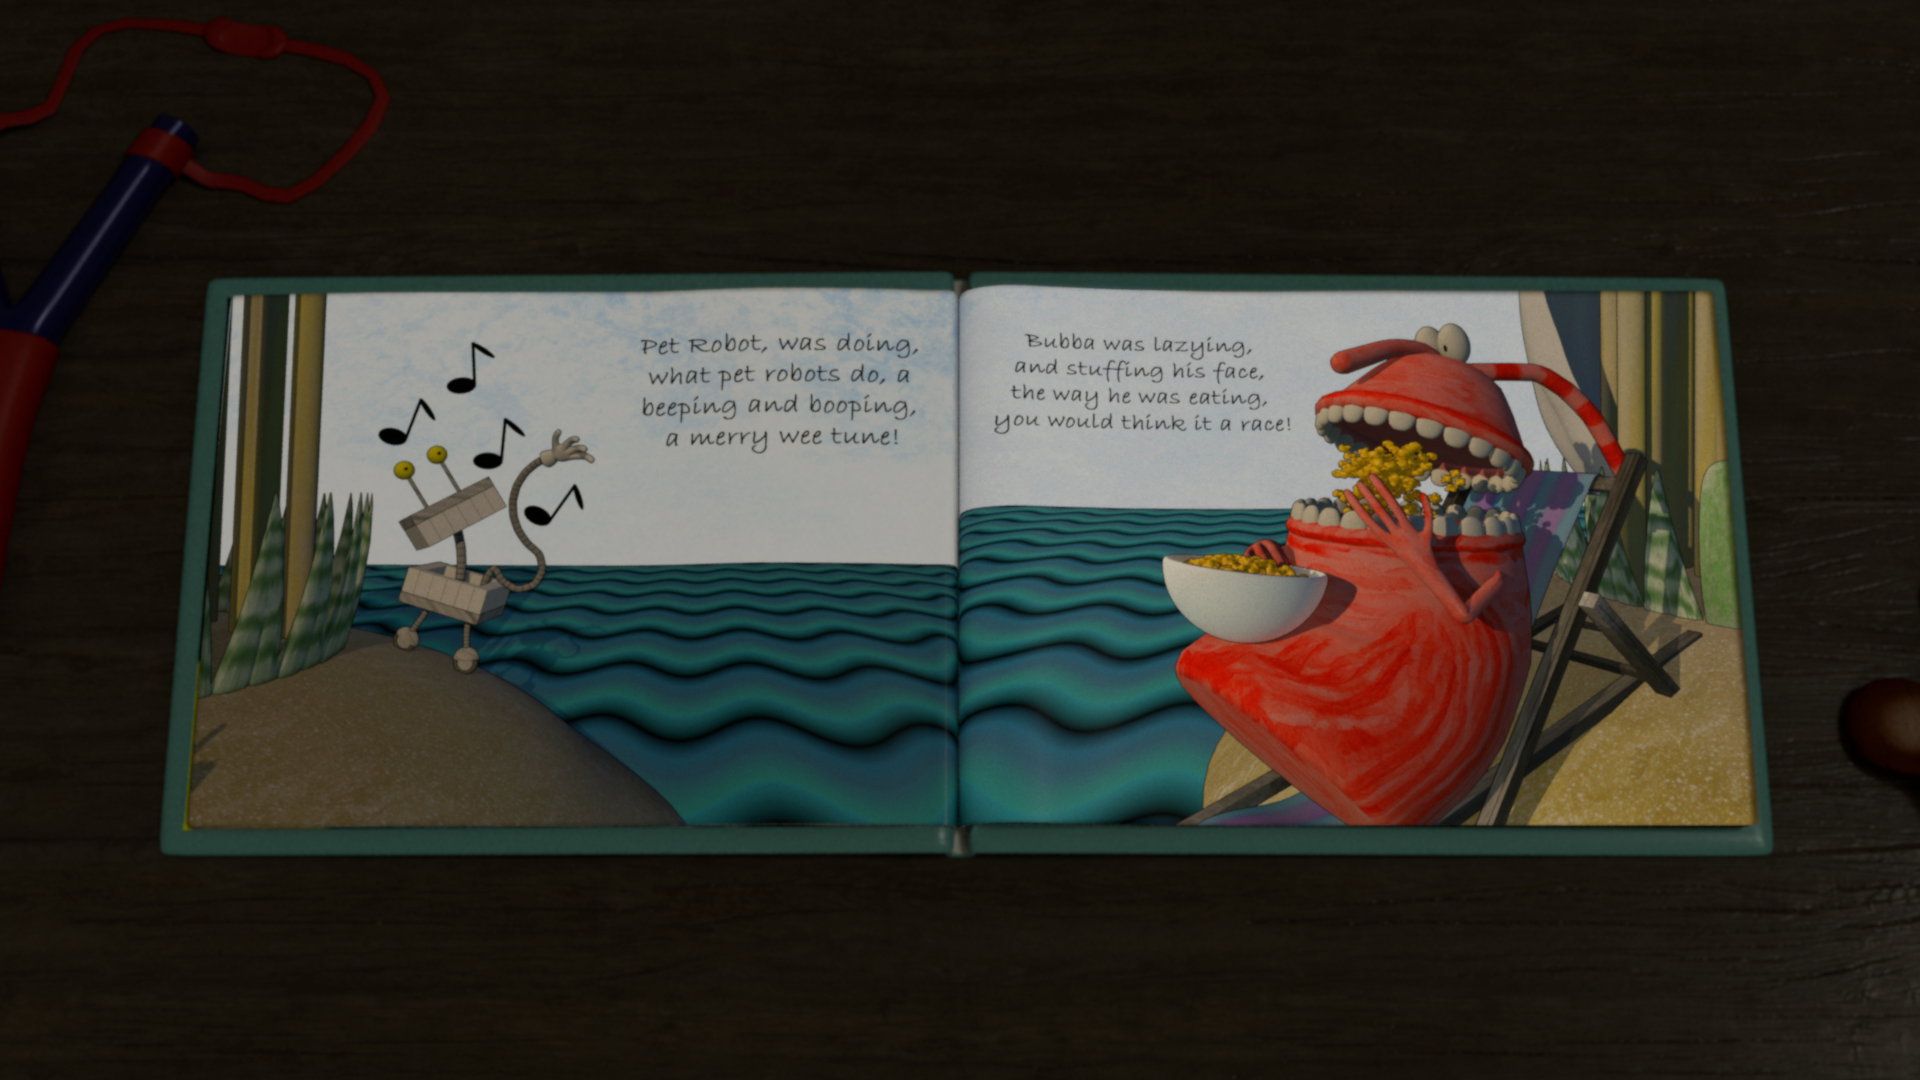 Pet Robot, was doing,
what pet robots do, a
beeping and booping,
a merry wee tune!
Bubba was lazying,
and stuffing his face,
the way he was eating,
you would think it a race!